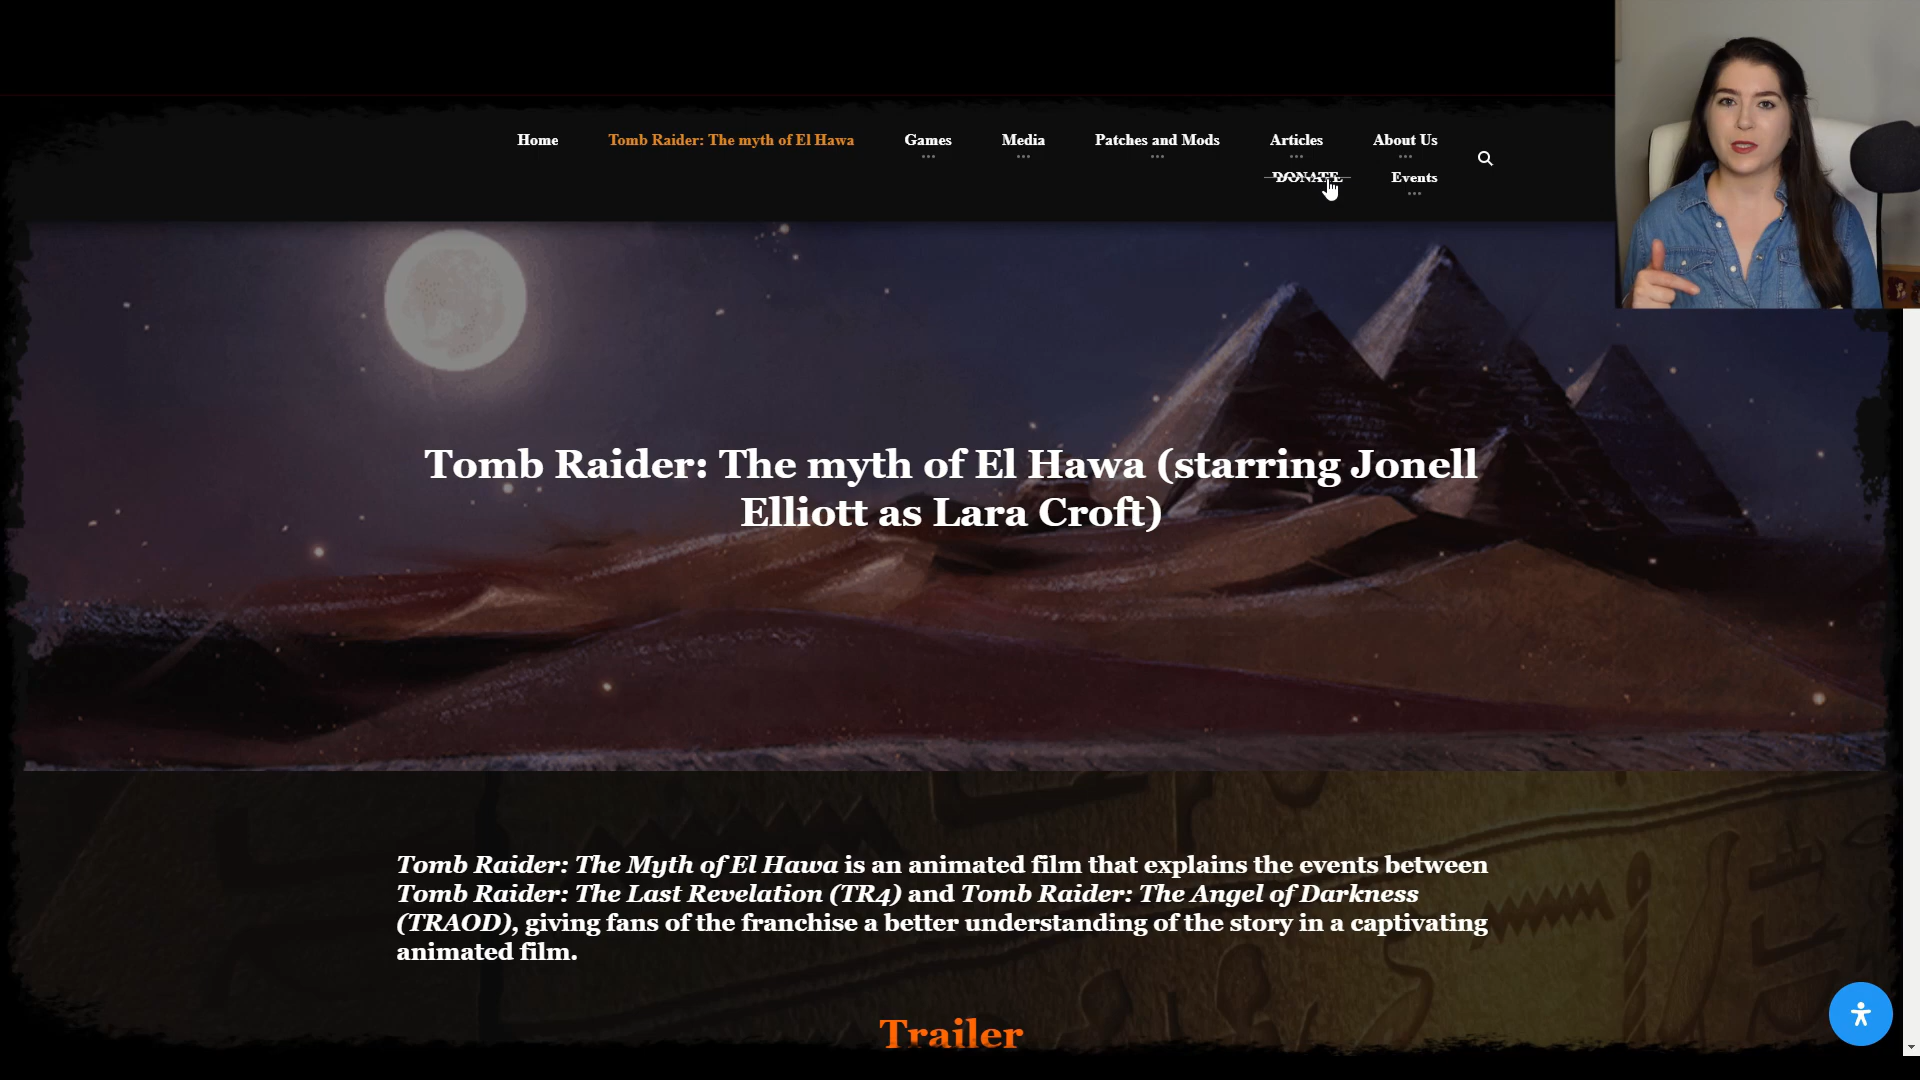 Home
Tomb Raider: The myth of El Hawa
Games
Media
Patches and Mods
Articles
About Us
DONATE
Events
Tomb Raider: The myth of El Hawa (starring Jonell
Elliott as Lara Croft)
Tomb Raider: The Myth of El Hawa is an animated film that explains the events between
Tomb Raider: The Last Revelation (TR4) and Tomb Raider: The Angel of Darkness
(TRAOD), giving fans of the franchise a better understanding of the story in a captivating
animated film.
Trailer